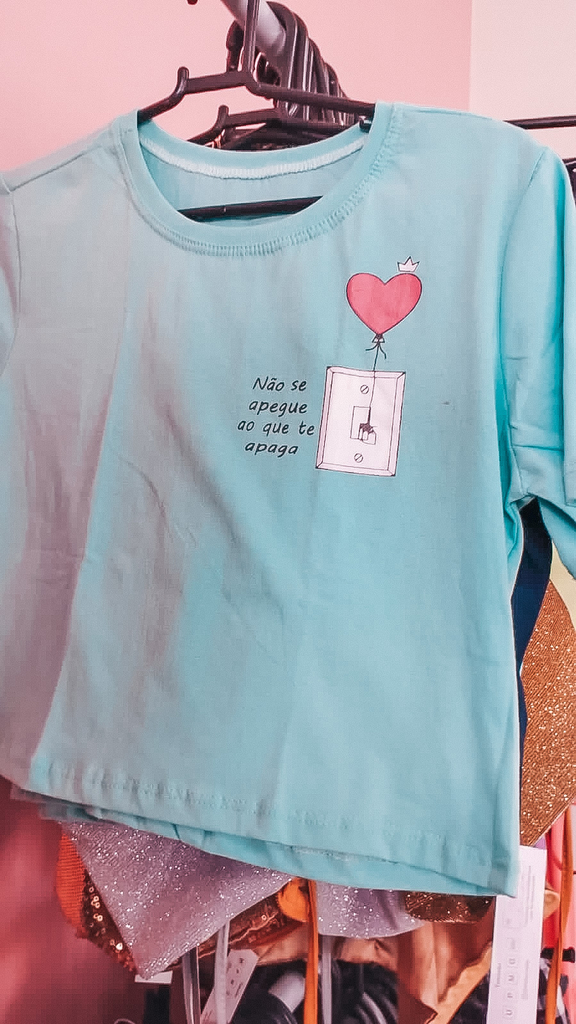 Não se
apegue
ao que te
apaga